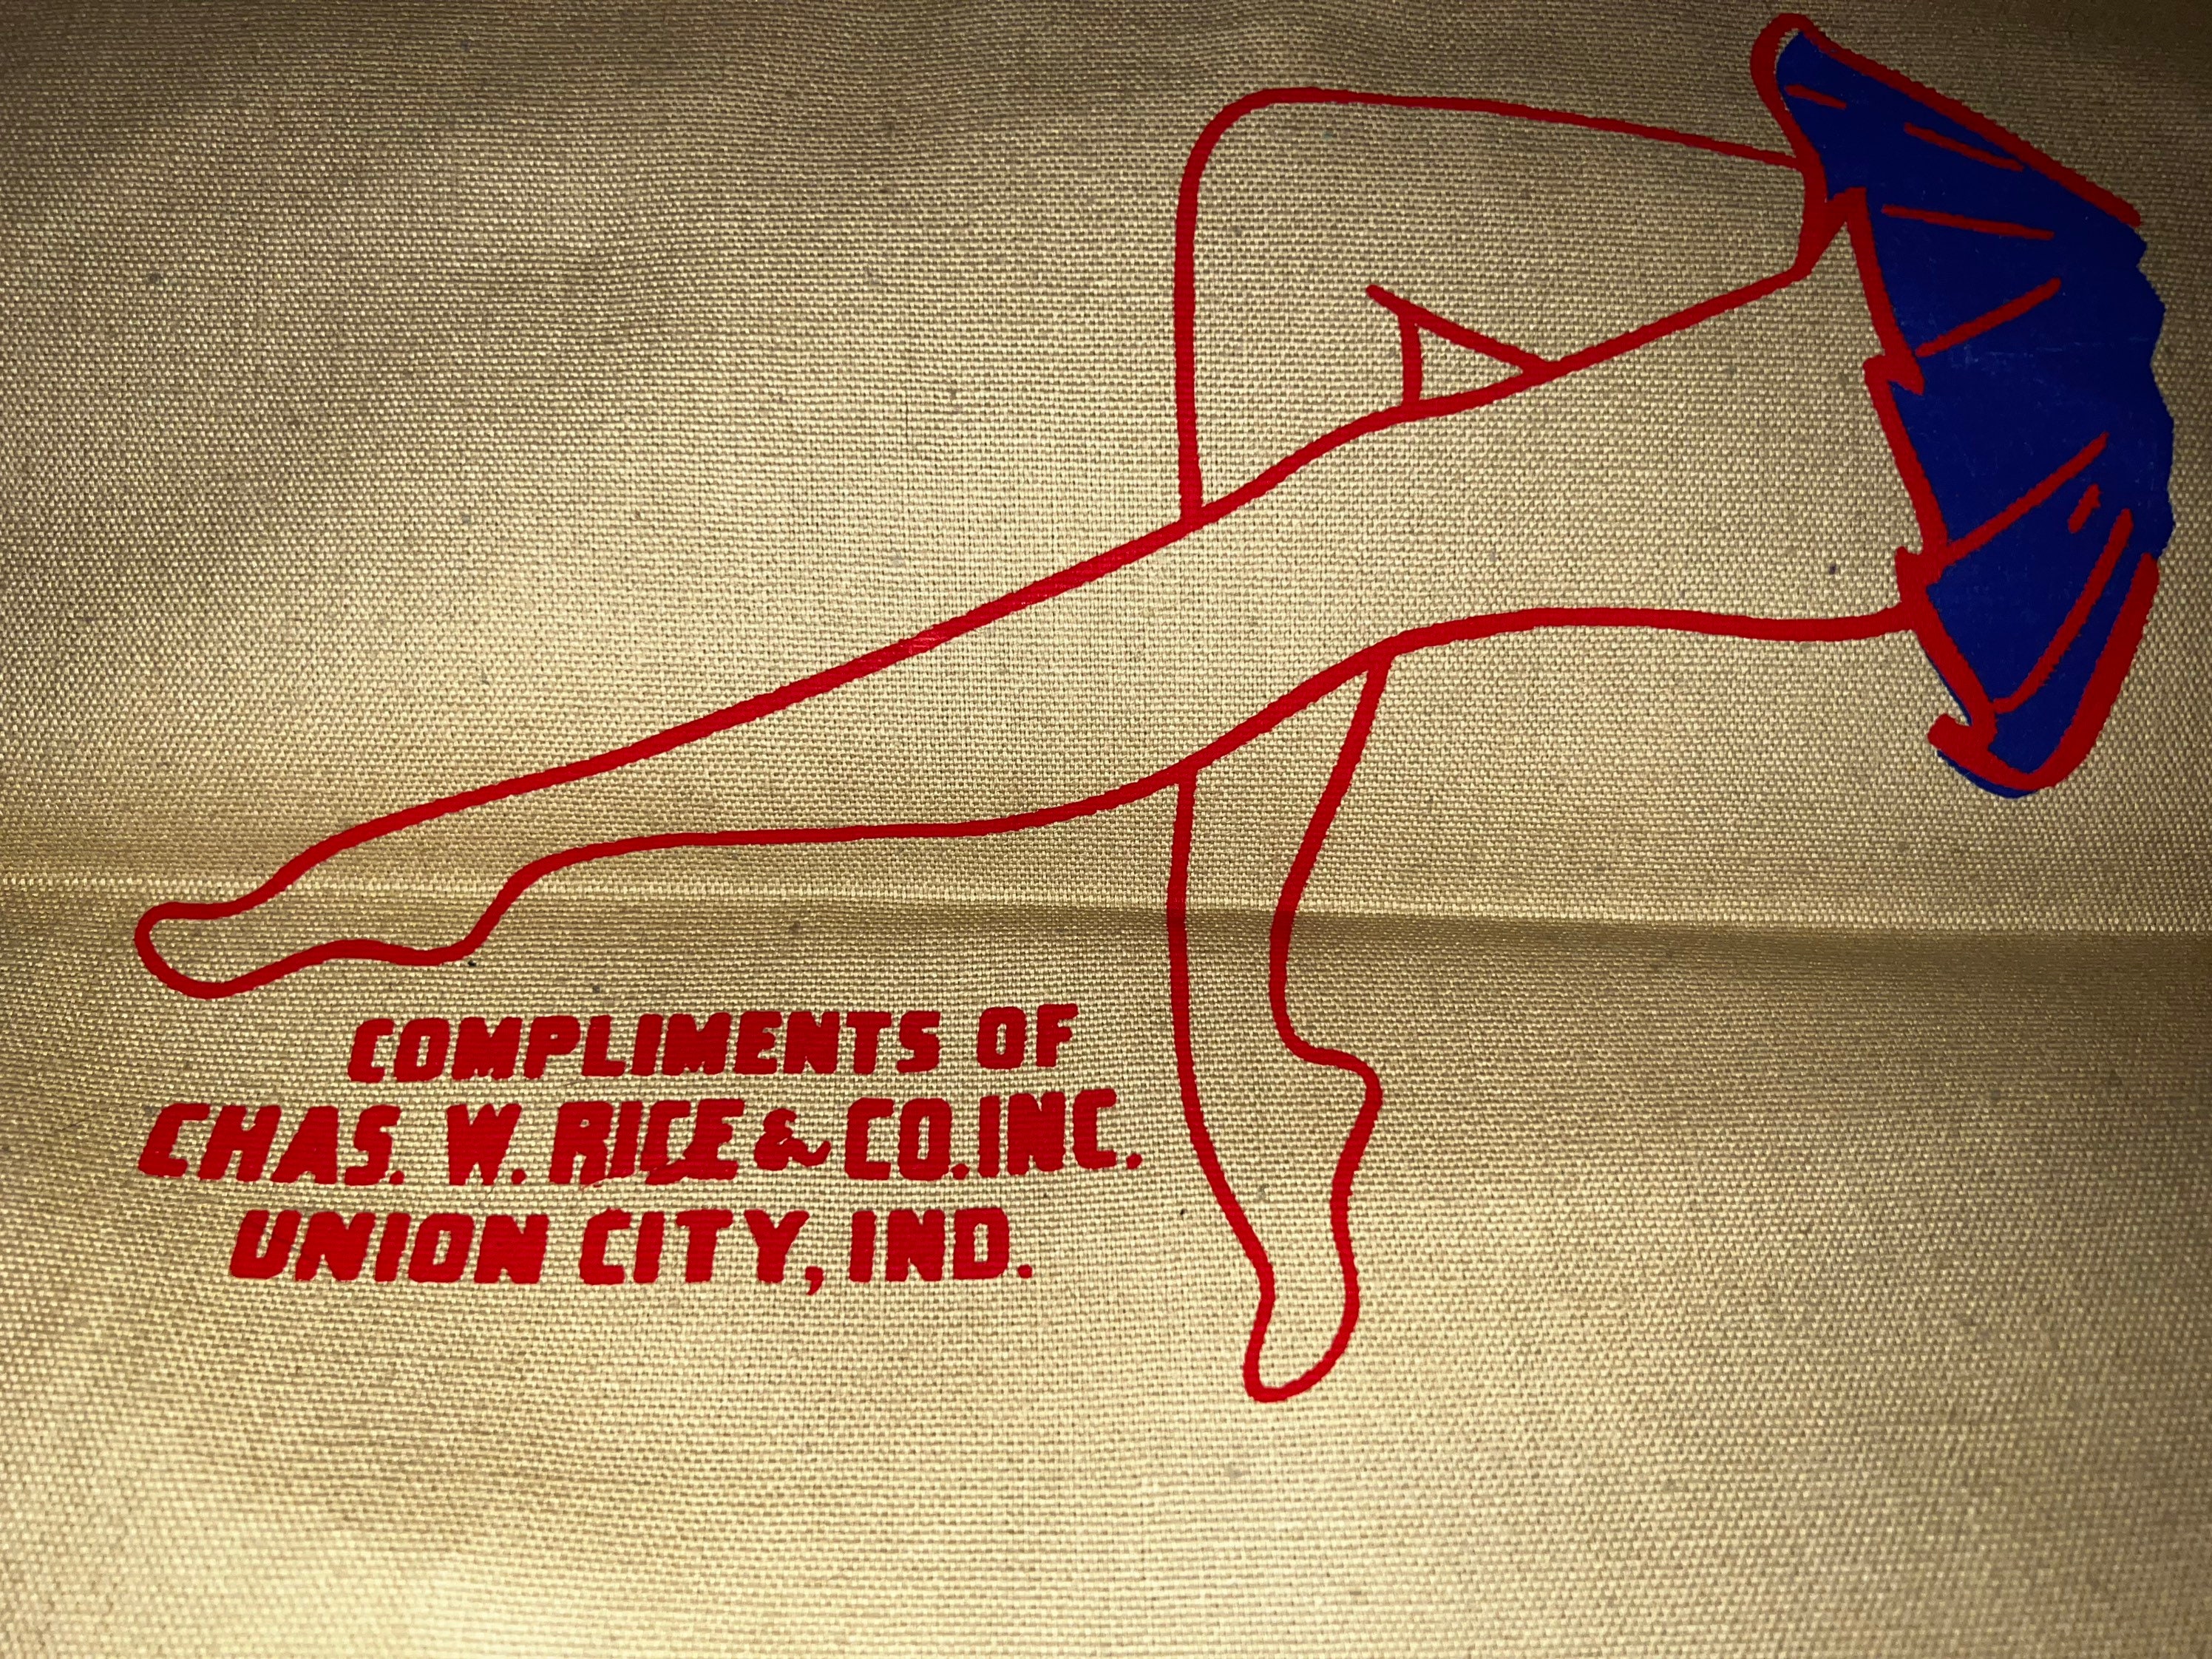 COMPLIMENTS OF
CHAS. W. RICE & CO. INC.
UNION CITY, IND.